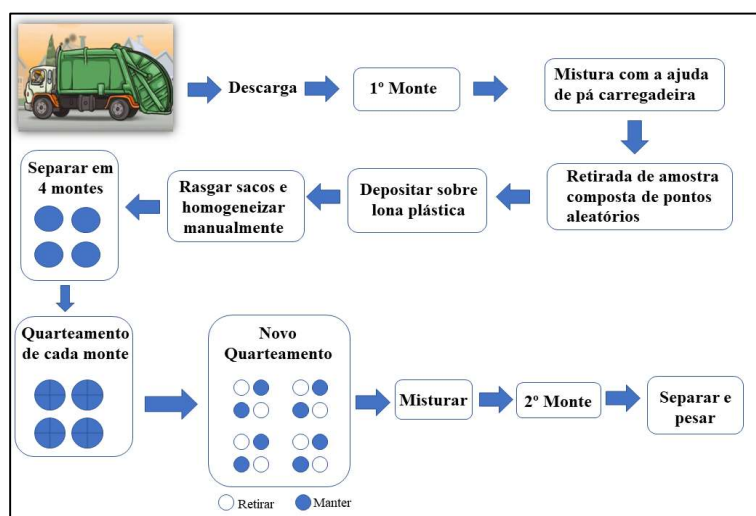 Descarga
1º Monte
Mistura com a ajuda
de pá carregadeira
Retirada de amostra
composta de pontos
aleatórios
Depositar sobre
lona plástica
Rasgar sacos e
homogeneizar
manualmente
Separar em
4 montes
Quarteamento
de cada monte
Novo
Quarteamento
Retirar
Manter
Misturar
2º Monte
Separar e
pesar